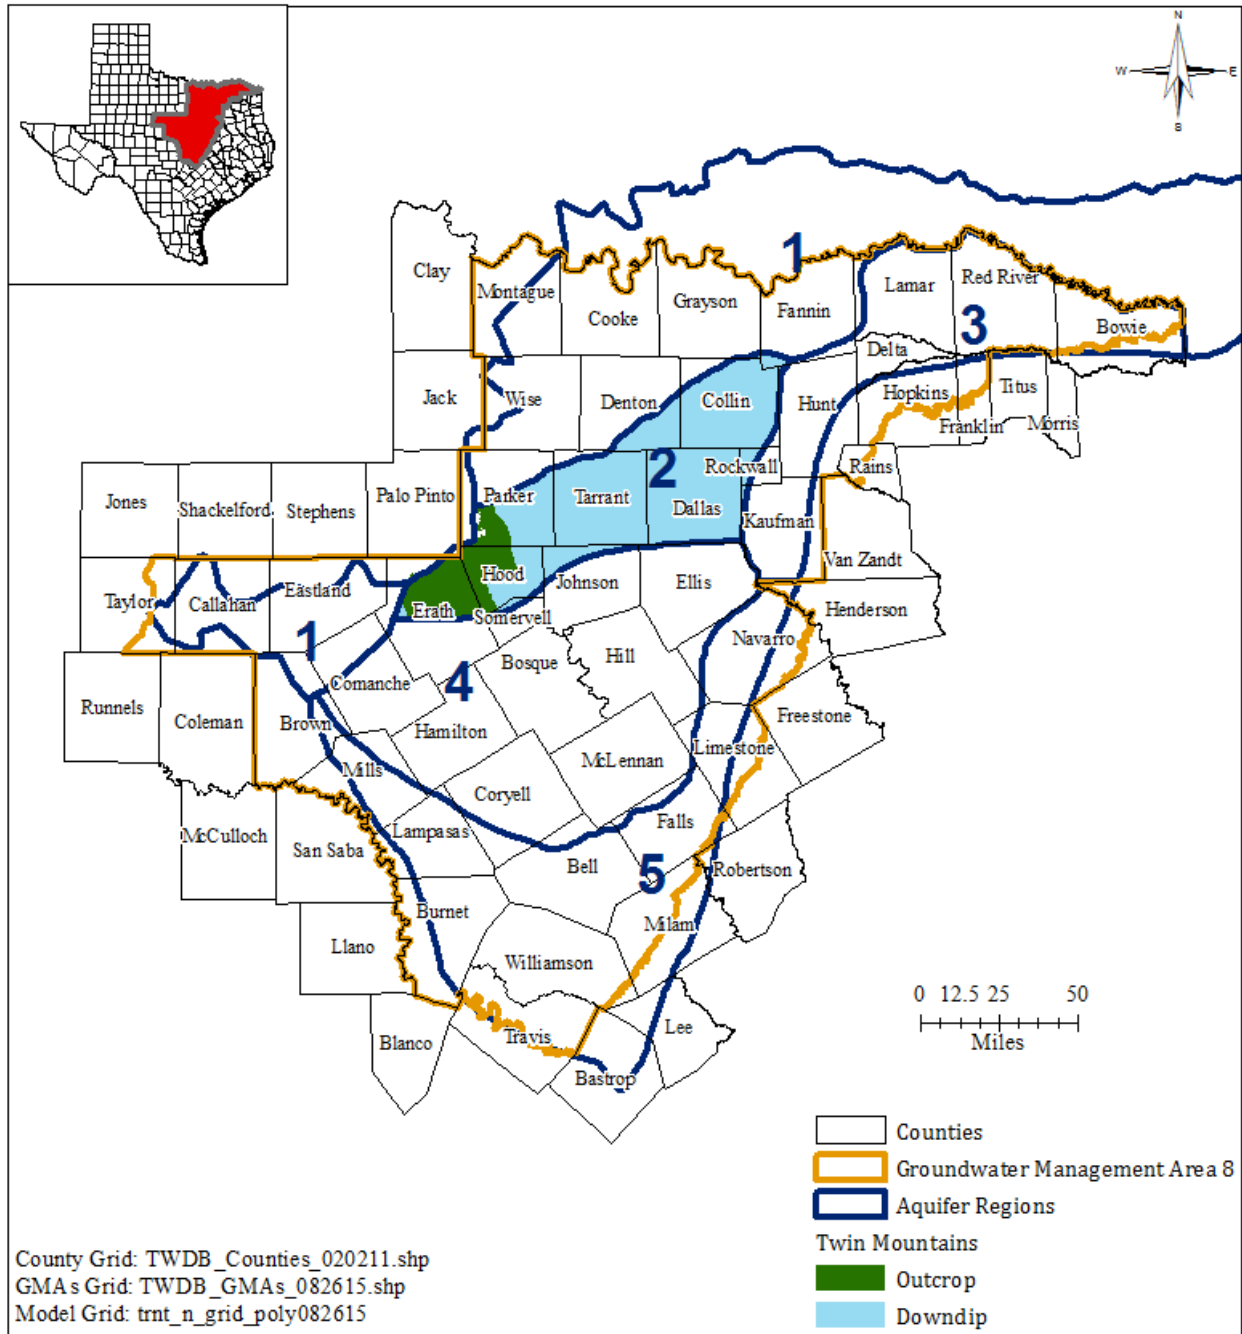 N
W E
S
1
Clay
Montague
Cooke
Grayson
Fannin
Lamar
Red River
3
Bowie
Delta
Jack
Wise
Denton
Collin
Hunt
Hopkins
Titus
Franklin
Morris
2
Rockwall
Rains
Jones
Shackelford
Stephens
Palo Pinto
Parker
Tarrant
Dallas
Kaufman
Van Zandt
Taylor
Callahan
Eastland
Erath
Hood
Somervell
Johnson
Ellis
Henderson
1
Comanche
4
Bosque
Hill
Navarro
Runnels
Coleman
Brown
Hamilton
Freestone
Mills
McLennan
Limestone
Coryell
McCulloch
San Saba
Lampasas
Falls
Bell
5
Robertson
Burnet
Milam
Llano
Williamson
Blanco
Travis
Lee
Bastrop
0 12.5 25 50
Miles
Counties
Groundwater Management Area 8
Aquifer Regions
Twin Mountains
Outcrop
Downdip
County Grid: TWDB_Counties_020211.shp
GMAs Grid: TWDB_GMAs_082615.shp
Model Grid: trnt_n_grid_poly082615